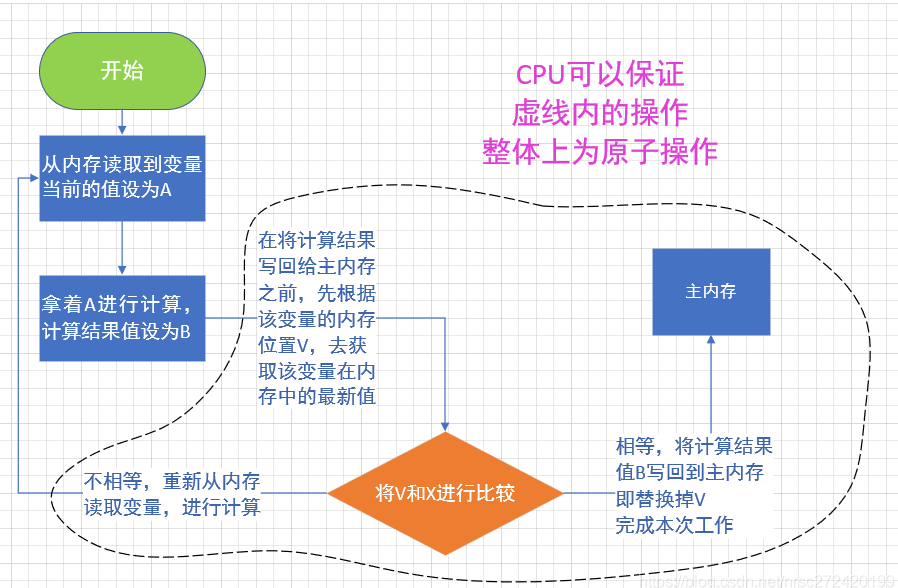 开始
CPU可以保证
虚线内的操作
整体上为原子操作
从内存读取到变量
当前的值设为A
拿着A进行计算，
计算结果值设为B
在将计算结果
写回给主内存
之前，先根据
该变量的内存
位置V，去获
取该变量在内
存中的最新值
主内存
将V和X进行比较
相等，将计算结果
值B写回到主内存
即替换掉V
完成本次工作
不相等，重新从内存
读取变量，进行计算
https://blog.csdn.net/nrsc272420199